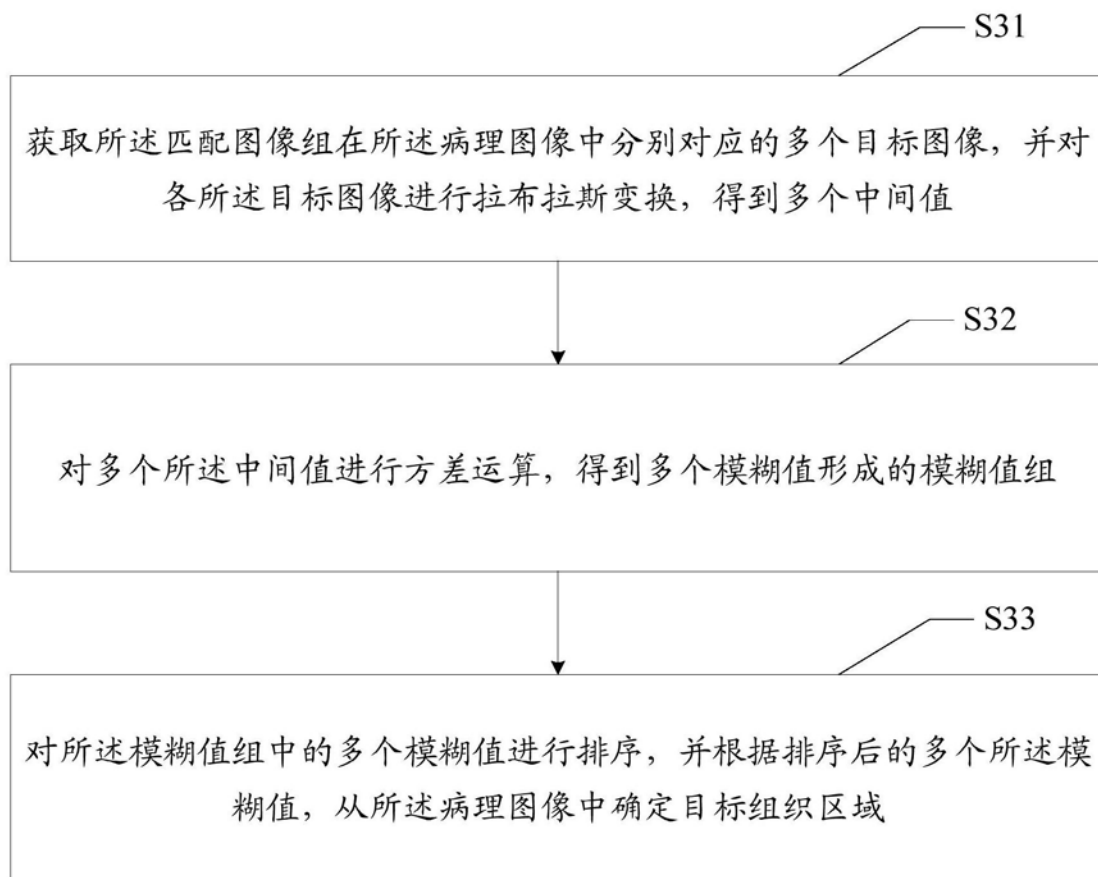 S31
获取所述匹配图像组在所述病理图像中分别对应的多个目标图像，并对
各所述目标图像进行拉布拉斯变换，得到多个中间值
S32
对多个所述中间值进行方差运算，得到多个模糊值形成的模糊值组
S33
对所述模糊值组中的多个模糊值进行排序，并根据排序后的多个所述模
糊值，从所述病理图像中确定目标组织区域